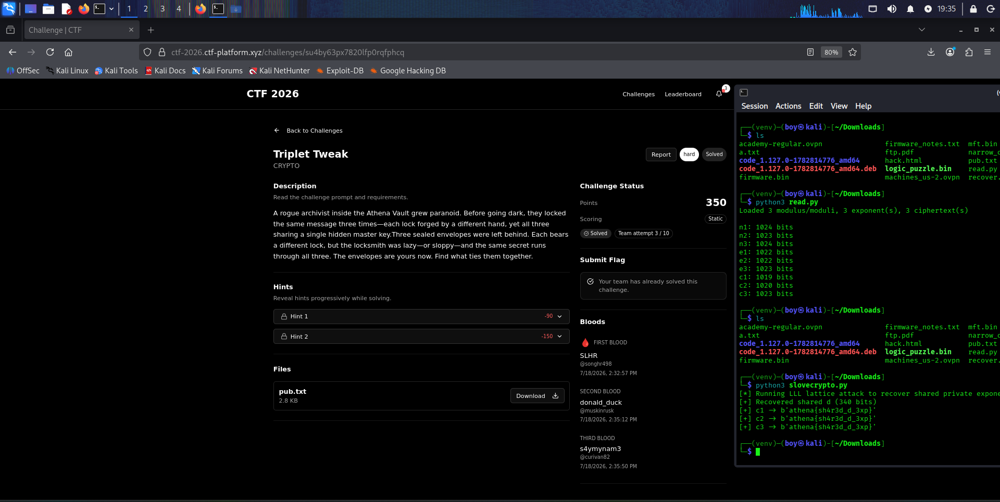 1 2 3 4 19:35
Challenge | CTF
ctf-2026.ctf-platform.xyz/challenges/su4by63px7820lfp0rqfphcq 80%
OffSec Kali Linux Kali Tools Kali Docs Kali Forums Kali NetHunter Exploit-DB Google Hacking DB
CTF 2026
Challenges Leaderboard 3
Back to Challenges
Triplet Tweak
CRYPTO
Report hard Solved
Description
Read the challenge prompt and requirements.
A rogue archivist inside the Athena Vault grew paranoid. Before going dark, they locked
the same message three times—each lock forged by a different hand, yet all three
sharing a single hidden master key.Three sealed envelopes were left behind. Each bears
a different lock, but the locksmith was lazy—or sloppy—and the same secret runs
through all three. The envelopes are yours now. Find what ties them together.
Hints
Reveal hints progressively while solving.
Hint 1 -90
Hint 2 -150
Files
pub.txt
2.8 KB
Download
Challenge Status
Points 350
Scoring Static
Solved Team attempt 3 / 10
Submit Flag
Your team has already solved this
challenge.
Bloods
FIRST BLOOD
SLHR
@songhr498
7/18/2026, 2:32:57 PM
SECOND BLOOD
donald_duck
@muskinrusk
7/18/2026, 2:35:12 PM
THIRD BLOOD
s4ymynam3
@curivan82
7/18/2026, 2:35:50 PM
Session Actions Edit View Help
┌──(venv)─(boy㉿kali)-[~/Downloads]
└─$ ls
academy-regular.ovpn firmware_notes.txt mft.bin
a.txt ftp.pdf narrow_
code_1.127.0-1782814776_amd64 hack.html pub.txt
code_1.127.0-1782814776_amd64.deb logic_puzzle.bin read.py
firmware.bin machines_us-2.ovpn recover.
┌──(venv)─(boy㉿kali)-[~/Downloads]
└─$ python3 read.py
Loaded 3 modulus/moduli, 3 exponent(s), 3 ciphertext(s)
n1: 1024 bits
n2: 1023 bits
n3: 1024 bits
e1: 1022 bits
e2: 1022 bits
e3: 1023 bits
c1: 1019 bits
c2: 1020 bits
c3: 1023 bits
┌──(venv)─(boy㉿kali)-[~/Downloads]
└─$ ls
academy-regular.ovpn firmware_notes.txt mft.bin
a.txt ftp.pdf narrow_
code_1.127.0-1782814776_amd64 hack.html pub.txt
code_1.127.0-1782814776_amd64.deb logic_puzzle.bin read.py
firmware.bin machines_us-2.ovpn recover.
┌──(venv)─(boy㉿kali)-[~/Downloads]
└─$ python3 slovecrypto.py
[*] Running LLL lattice attack to recover shared private expone
[+] Recovered shared d (340 bits)
[+] c1 → b'athena{sh4r3d_d_3xp}'
[+] c2 → b'athena{sh4r3d_d_3xp}'
[+] c3 → b'athena{sh4r3d_d_3xp}'
┌──(venv)─(boy㉿kali)-[~/Downloads]
└─$